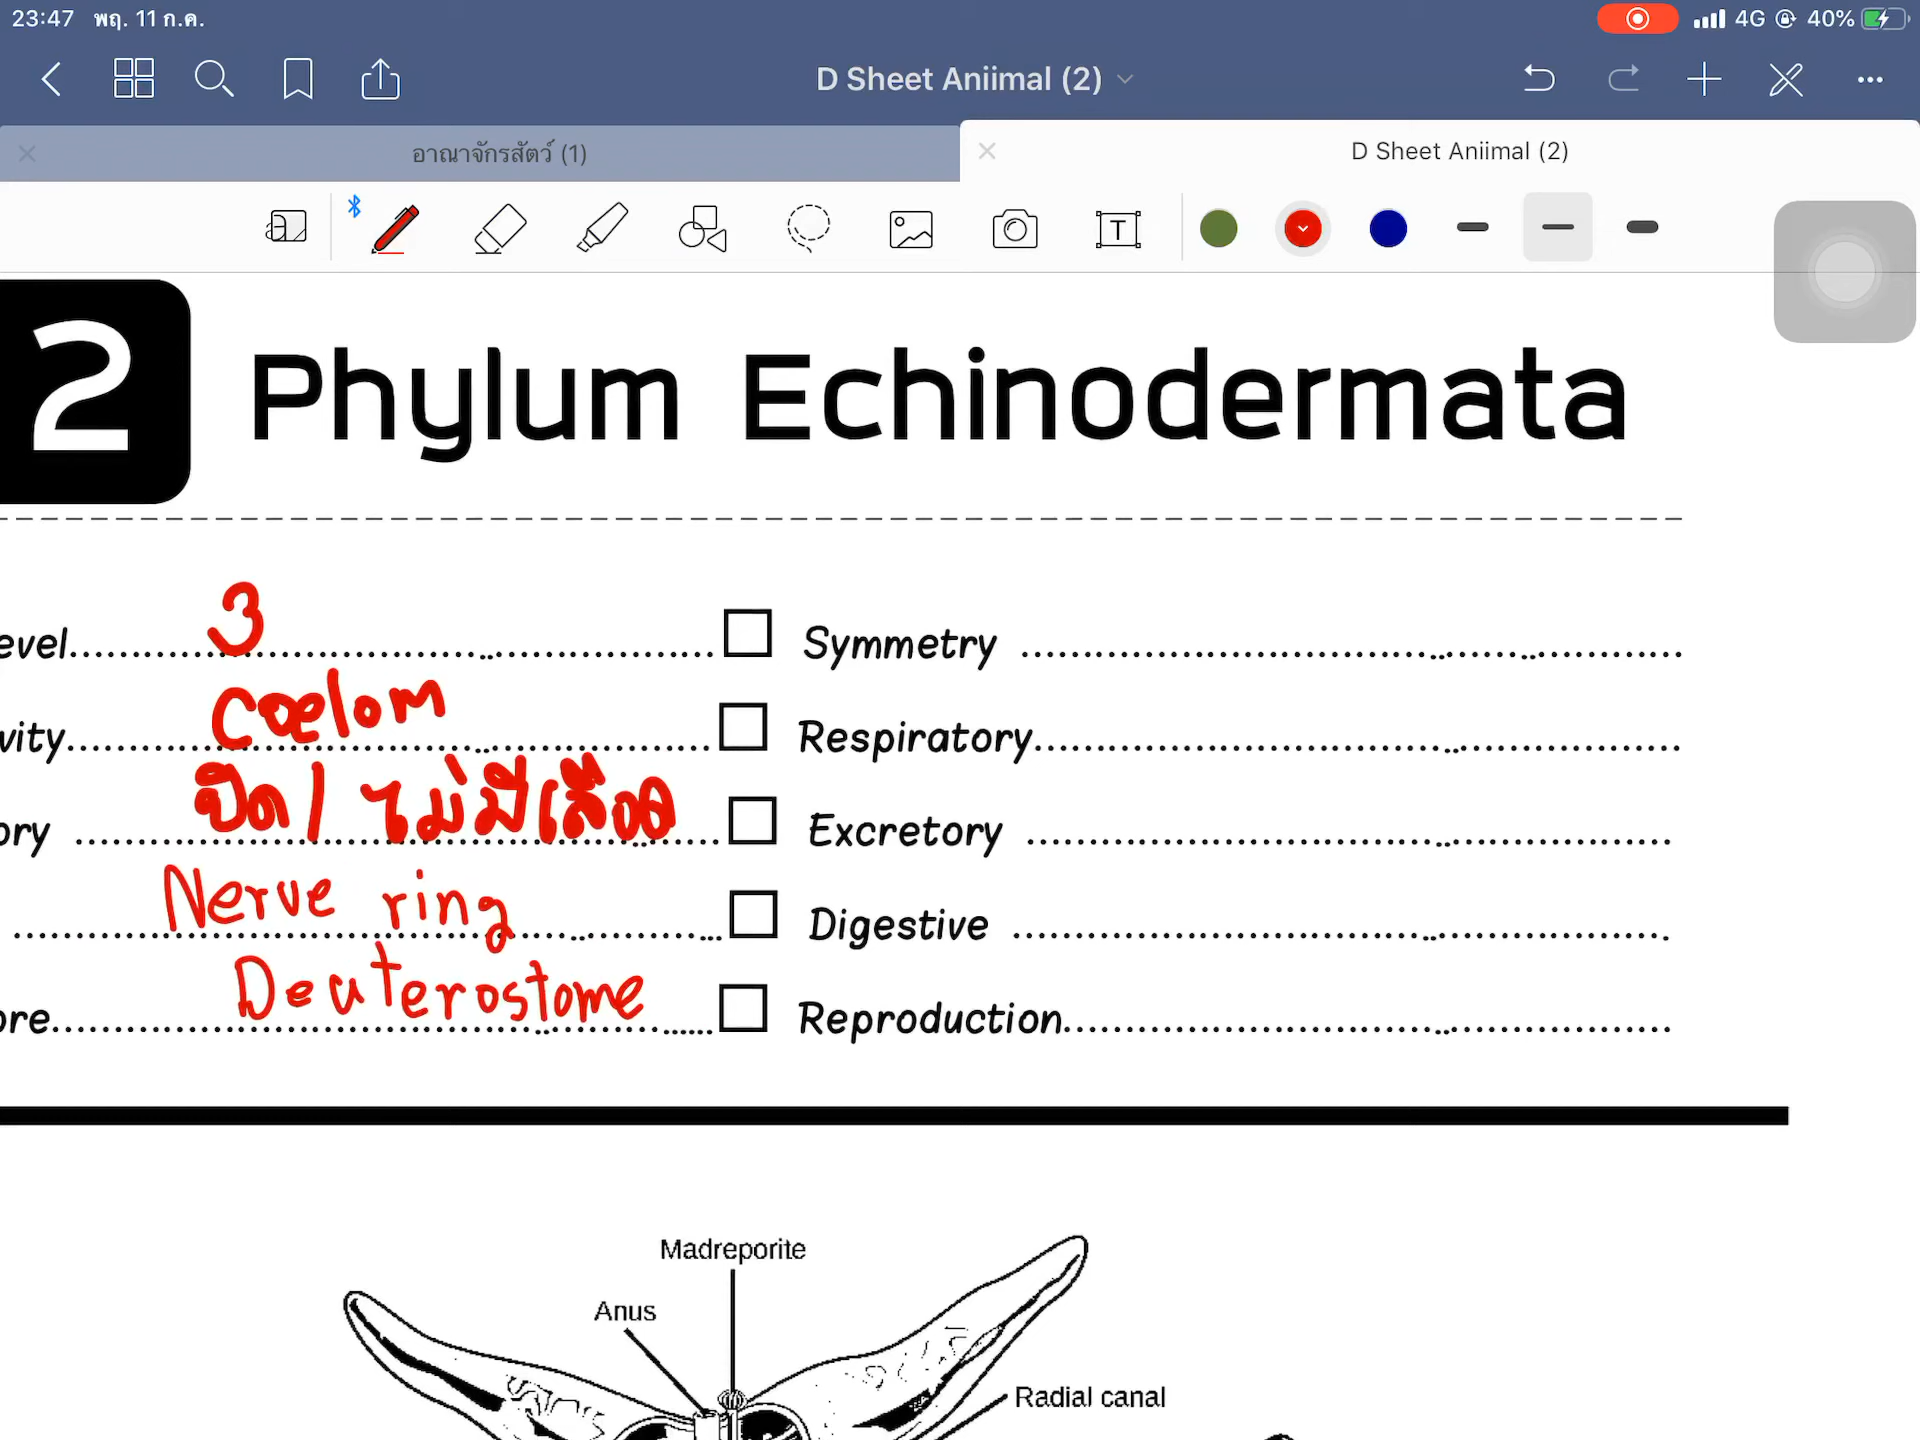 23:47 พฤ. 11 ก.ค. 4G 40%
D Sheet Aniimal (2)
อาณาจักรสัตว์ (1) D Sheet Aniimal (2)
T
2 Phylum Echinodermata
evel 3 Symmetry
vity coelom Respiratory
ory ปิด / ไม่มีเลือด Excretory
Nerve ring Digestive
ore Deuterostome Reproduction
Madreporite
Anus
Radial canal